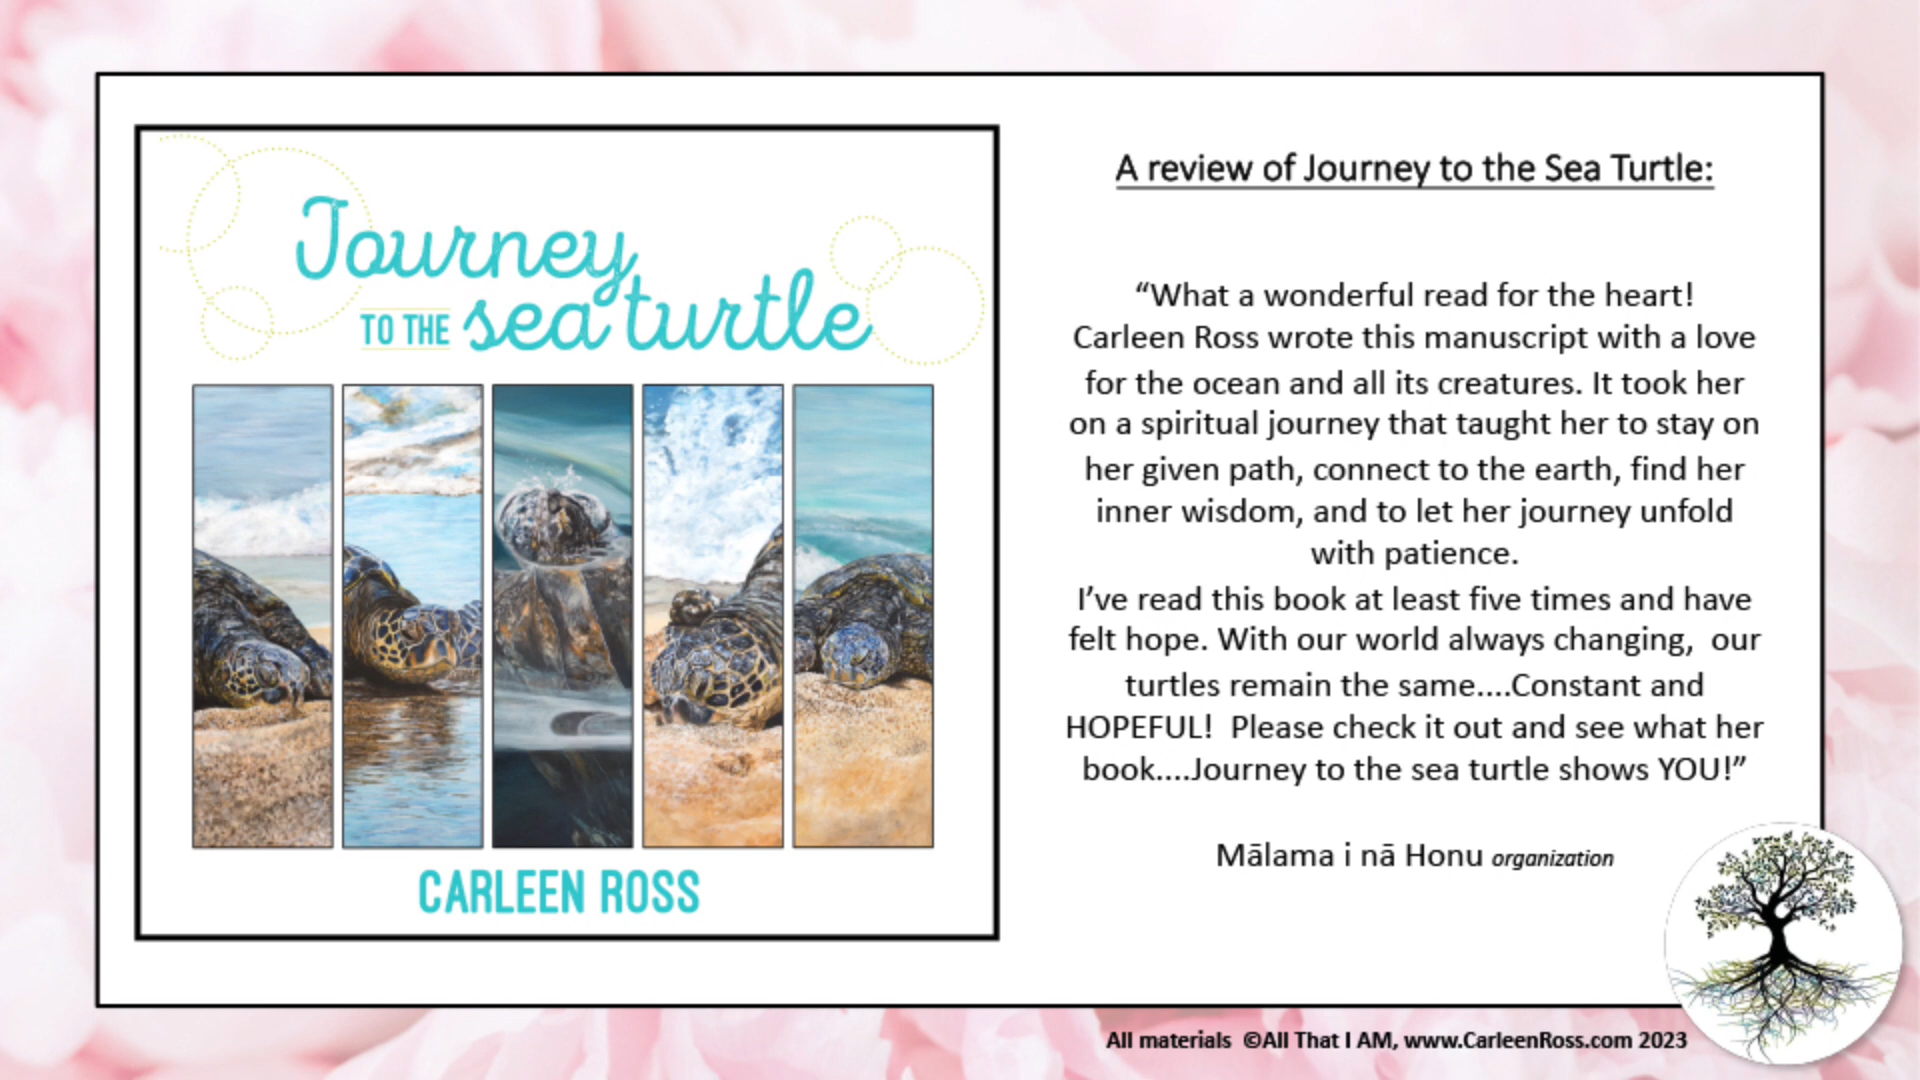 Journey
TO THE sea turtle
CARLEEN ROSS
A review of Journey to the Sea Turtle:
“What a wonderful read for the heart!
Carleen Ross wrote this manuscript with a love
for the ocean and all its creatures. It took her
on a spiritual journey that taught her to stay on
her given path, connect to the earth, find her
inner wisdom, and to let her journey unfold
with patience.
I’ve read this book at least five times and have
felt hope. With our world always changing,  our
turtles remain the same....Constant and
HOPEFUL!  Please check it out and see what her
book....Journey to the sea turtle shows YOU!”
Mālama i nā Honu organization
All materials  ©All That I AM, www.CarleenRoss.com 2023